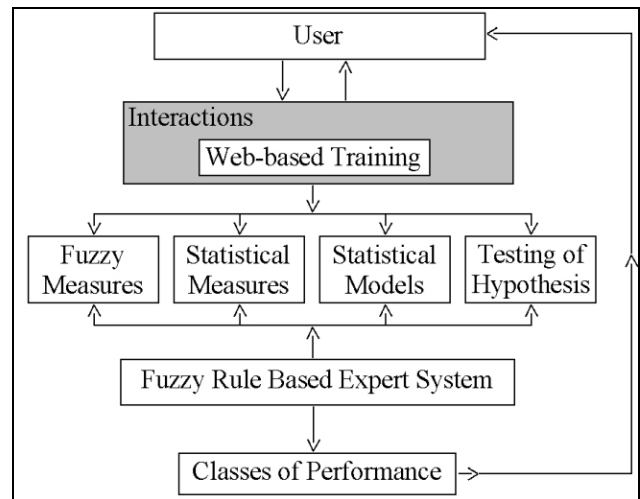 User
Interactions
Web-based Training
Fuzzy
Measures
Statistical
Measures
Statistical
Models
Testing of
Hypothesis
Fuzzy Rule Based Expert System
Classes of Performance